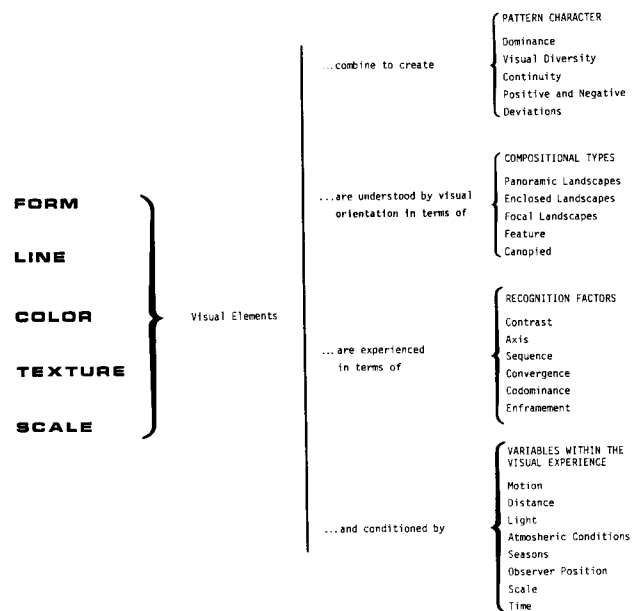 FORM
LINE
COLOR
TEXTURE
SCALE
Visual Elements
...combine to create
PATTERN CHARACTER
Dominance
Visual Diversity
Continuity
Positive and Negative
Deviations
...are understood by visual
orientation in terms of
COMPOSITIONAL TYPES
Panoramic Landscapes
Enclosed Landscapes
Focal Landscapes
Feature
Canopied
...are experienced
in terms of
RECOGNITION FACTORS
Contrast
Axis
Sequence
Convergence
Codominance
Enframement
...and conditioned by
VARIABLES WITHIN THE
VISUAL EXPERIENCE
Motion
Distance
Light
Atmosheric Conditions
Seasons
Observer Position
Scale
Time